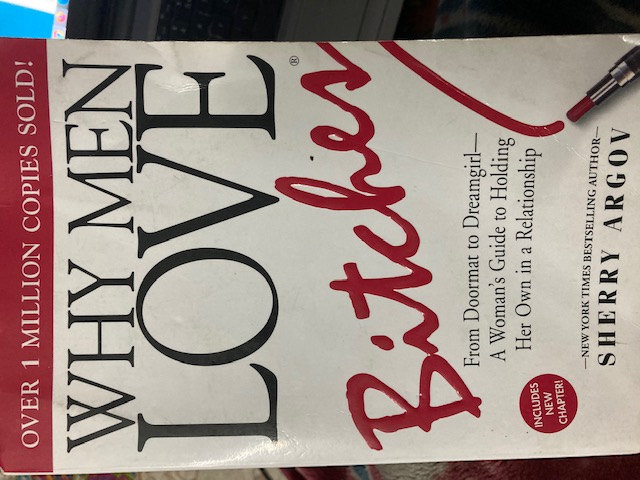 OVER 1 MILLION COPIES SOLD!
WHY MEN
LOVE®
Bitches
From Doormat to Dreamgirl—
A Woman's Guide to Holding
Her Own in a Relationship
INCLUDES
NEW
CHAPTER!
—NEW YORK TIMES BESTSELLING AUTHOR—
SHERRY ARGOV